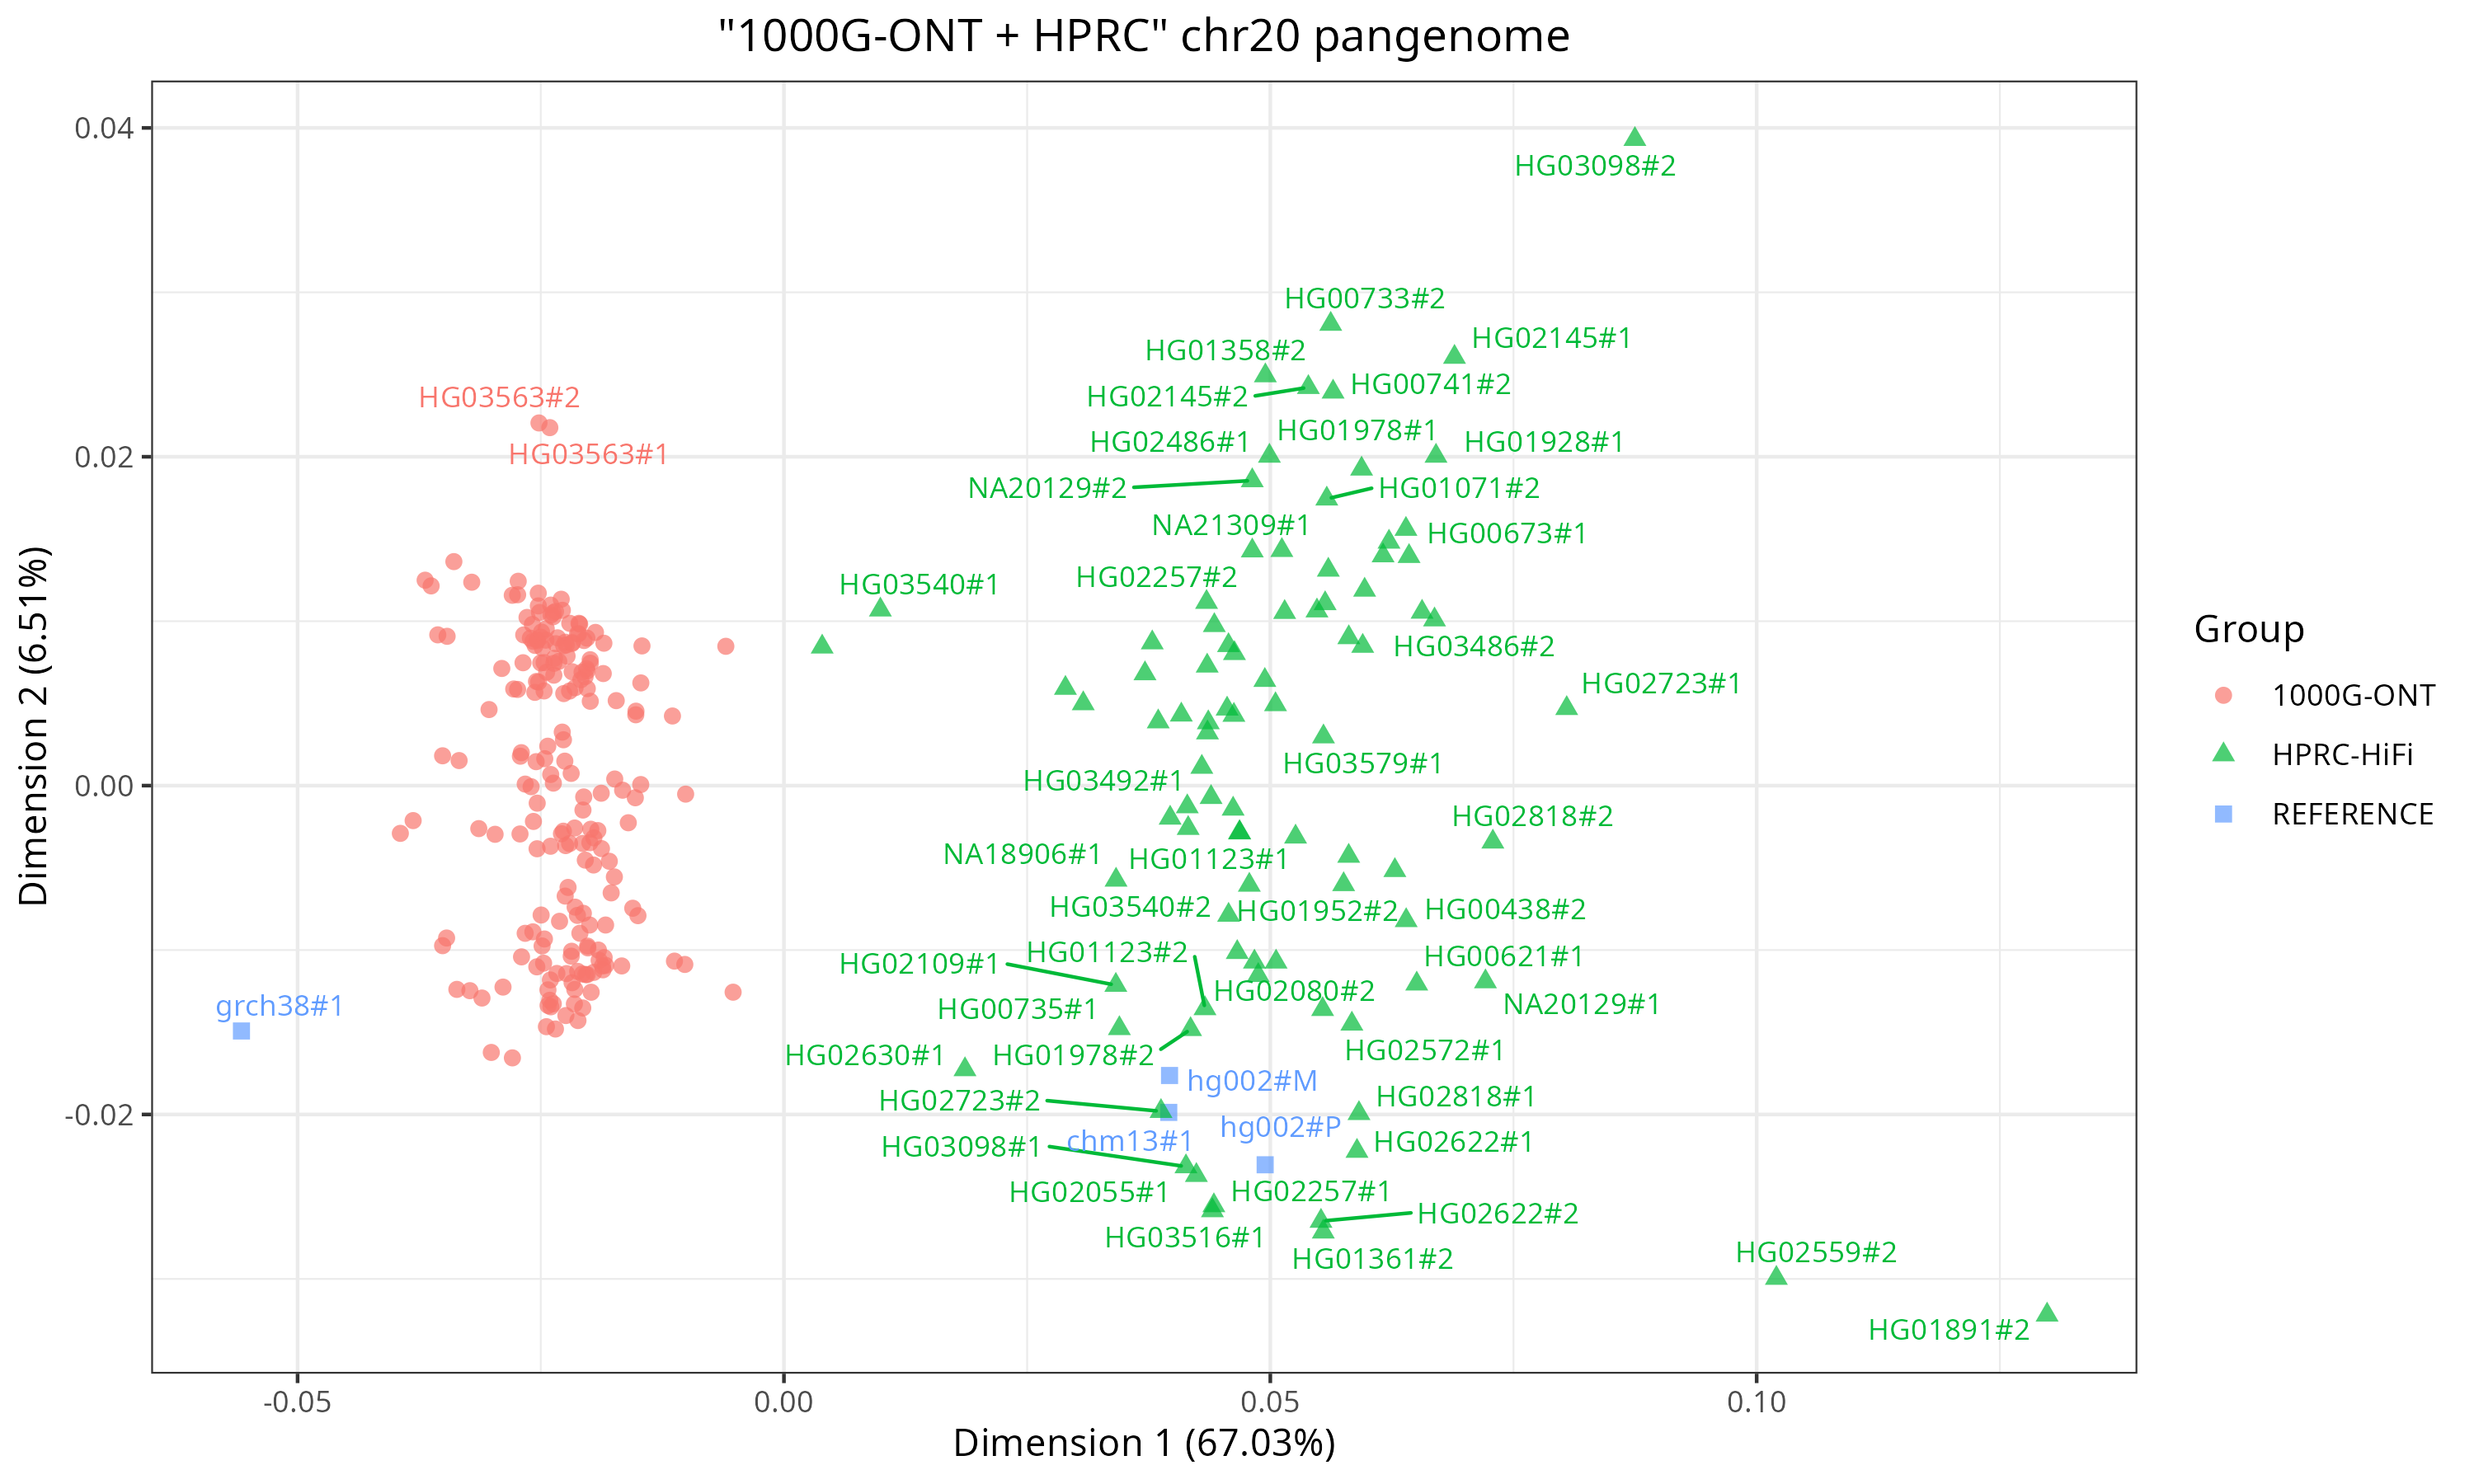 "1000G-ONT + HPRC" chr20 pangenome
Dimension 2 (6.51%)
0.04
0.02
0.00
-0.02
HG03098#2
HG00733#2
HG02145#1
HG01358#2
HG00741#2
HG02145#2
HG03563#2
HG01978#1
HG02486#1
HG01928#1
HG03563#1
NA20129#2
HG01071#2
NA21309#1
HG00673#1
HG02257#2
HG03540#1
HG03486#2
HG02723#1
HG03579#1
HG03492#1
HG02818#2
NA18906#1
HG01123#1
HG03540#2
HG01952#2
HG00438#2
HG01123#2
HG00621#1
HG02109#1
HG02080#2
grch38#1
HG00735#1
NA20129#1
HG02630#1
HG01978#2
HG02572#1
hg002#M
HG02723#2
HG02818#1
hg002#P
chm13#1
HG03098#1
HG02622#1
HG02055#1
HG02257#1
HG02622#2
HG03516#1
HG01361#2
HG02559#2
HG01891#2
-0.05
0.00
0.05
0.10
Dimension 1 (67.03%)
Group
1000G-ONT
HPRC-HiFi
REFERENCE